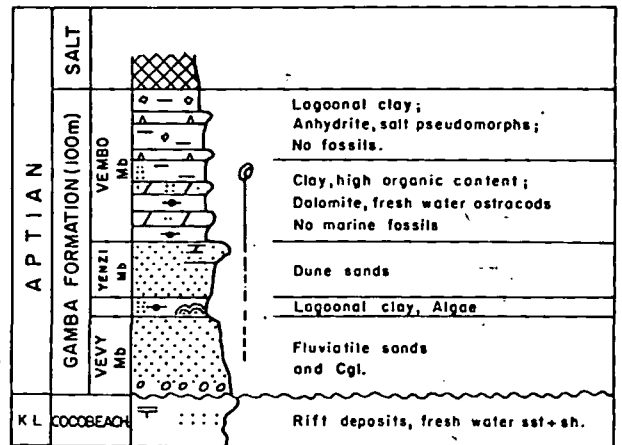 APTIAN
SALT
GAMBA FORMATION (100m)
VEMBO
Mb
Lagoonal clay;
Anhydrite, salt pseudomorphs;
No fossils.
Clay, high organic content;
Dolomite, fresh water ostracods
No marine fossils
YENZI
Mb
Dune sands
Lagoonal clay, Algae
VEVY
Mb
Fluviatile sands
and Cgl.
K L
COCOBEACH
Rift deposits, fresh water sst+sh.